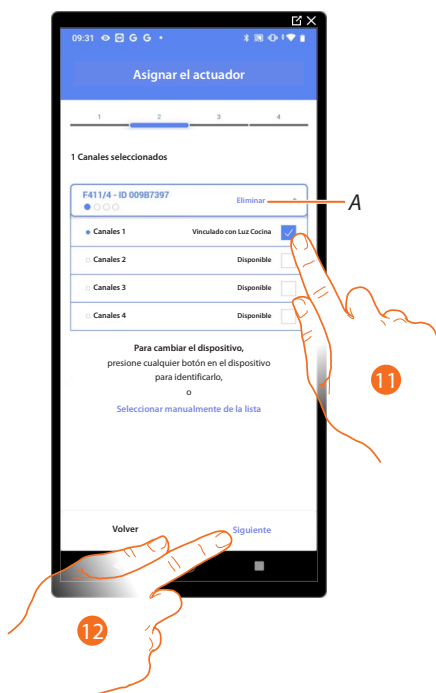 09:31 G G
Asignar el actuador
1 2 3 4
1 Canales seleccionados
F411/4 - ID 009B7397
Eliminar
A
Canales 1 Vinculado con Luz Cocina
Canales 2 Disponible
Canales 3 Disponible
Canales 4 Disponible
Para cambiar el dispositivo,
presione cualquier botón en el dispositivo
para identificarlo,
o
Seleccionar manualmente de la lista
11
Volver Siguiente
12